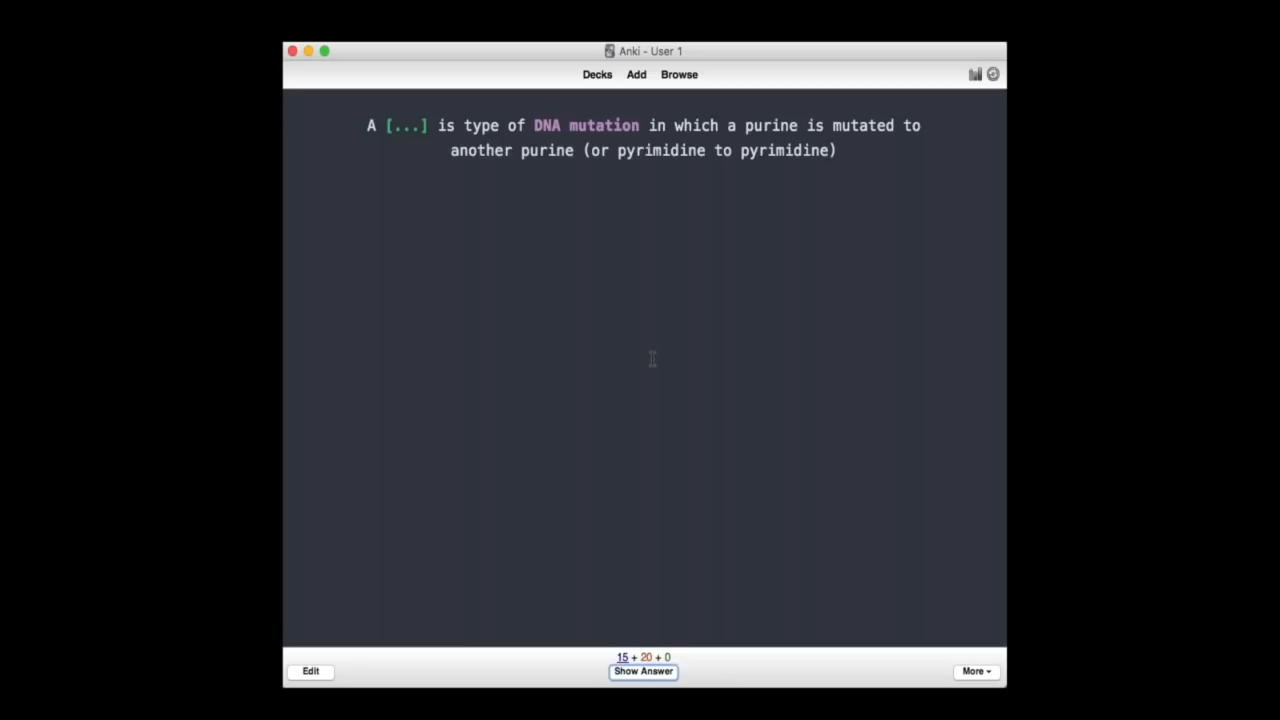 Anki - User 1
Decks Add Browse
A [...] is type of DNA mutation in which a purine is mutated to
another purine (or pyrimidine to pyrimidine)
15 + 20 + 0
Edit Show Answer More